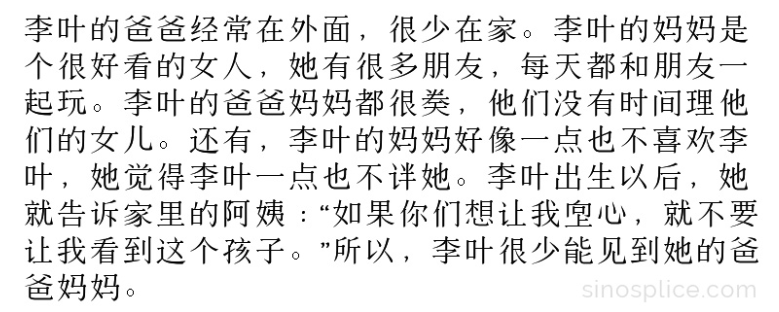 李叶的爸爸经常在外面，很少在家。李叶的妈妈是
个很好看的女人，她有很多朋友，每天都和朋友一
起玩。李叶的爸爸妈妈都很，他们没有时间理他
们的女儿。还有，李叶的妈妈好像一点也不喜欢李
叶，她觉得李叶一点也不她。李叶出生以后，她
就告诉家里的阿姨：“如果你们想让我心，就不要
让我看到这个孩子。”所以，李叶很少能见到她的爸
爸妈妈。
sinosplice.com